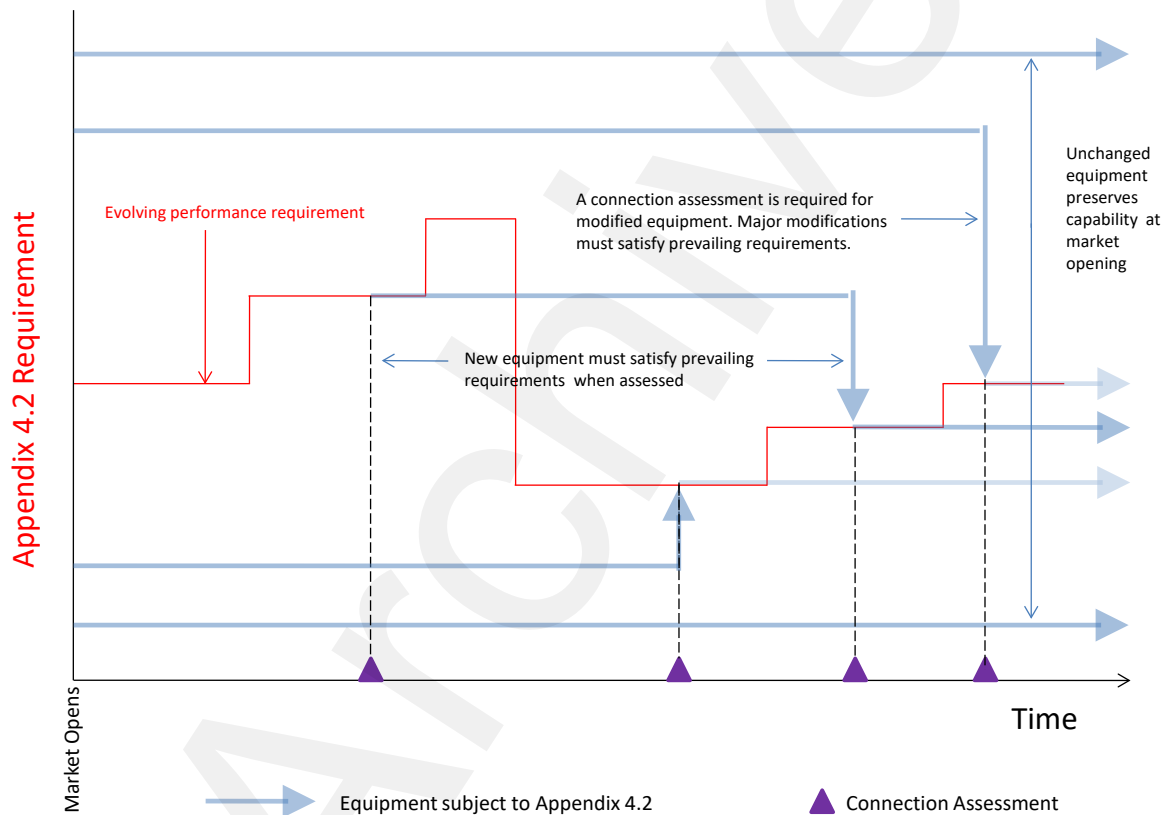 Archive
Appendix 4.2 Requirement
Evolving performance requirement
A connection assessment is required for
modified equipment. Major modifications
must satisfy prevailing requirements.
Unchanged
equipment
preserves
capability at
market
opening
New equipment must satisfy prevailing
requirements when assessed
Market Opens
Time
Equipment subject to Appendix 4.2
Connection Assessment